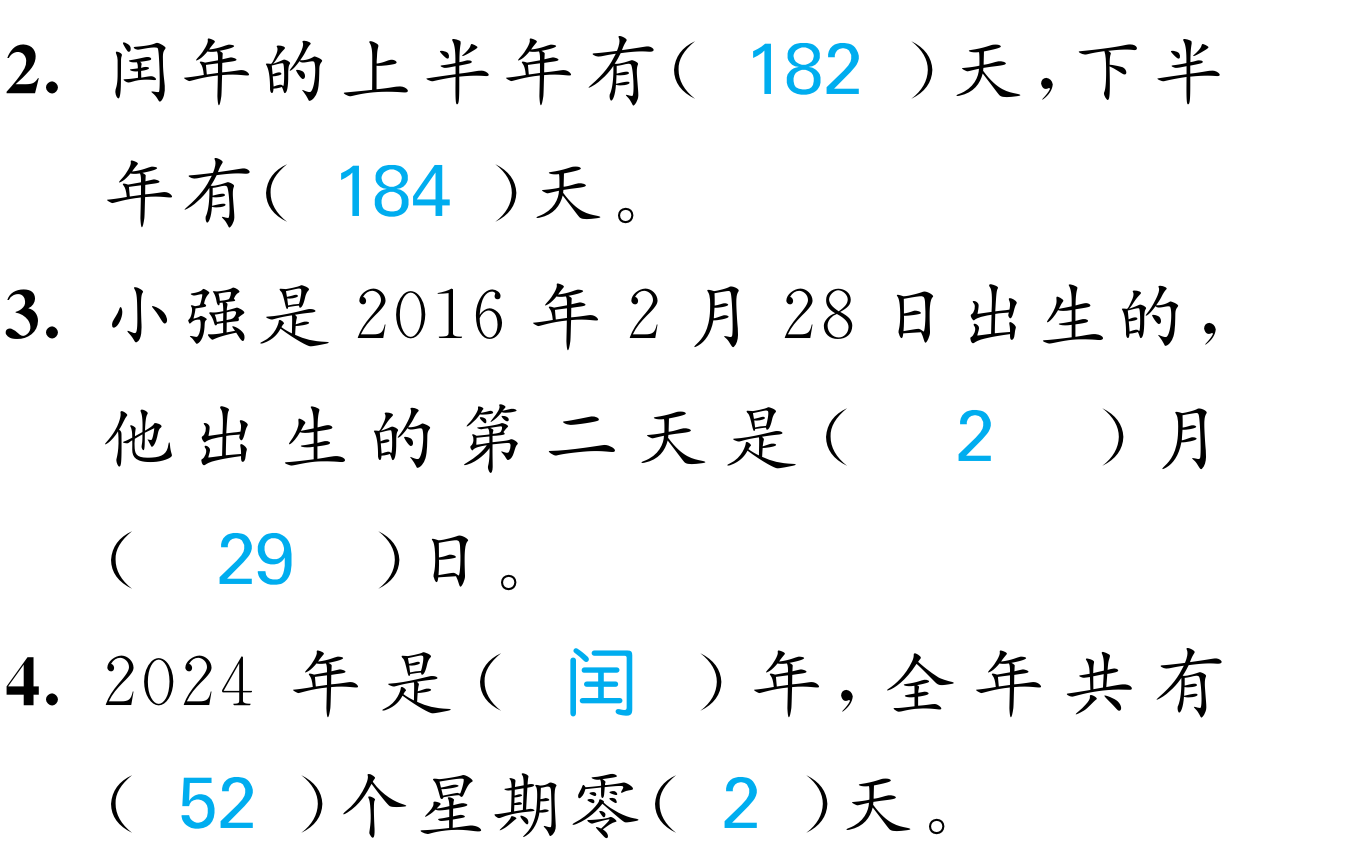 2. 闰年的上半年有( 182 )天,下半
年有( 184 )天。
3. 小强是 2016 年 2 月 28 日出生的,
他出生的第二天是( 2 )月
( 29 )日。
4. 2024 年是( 闰 )年,全年共有
( 52 )个星期零( 2 )天。